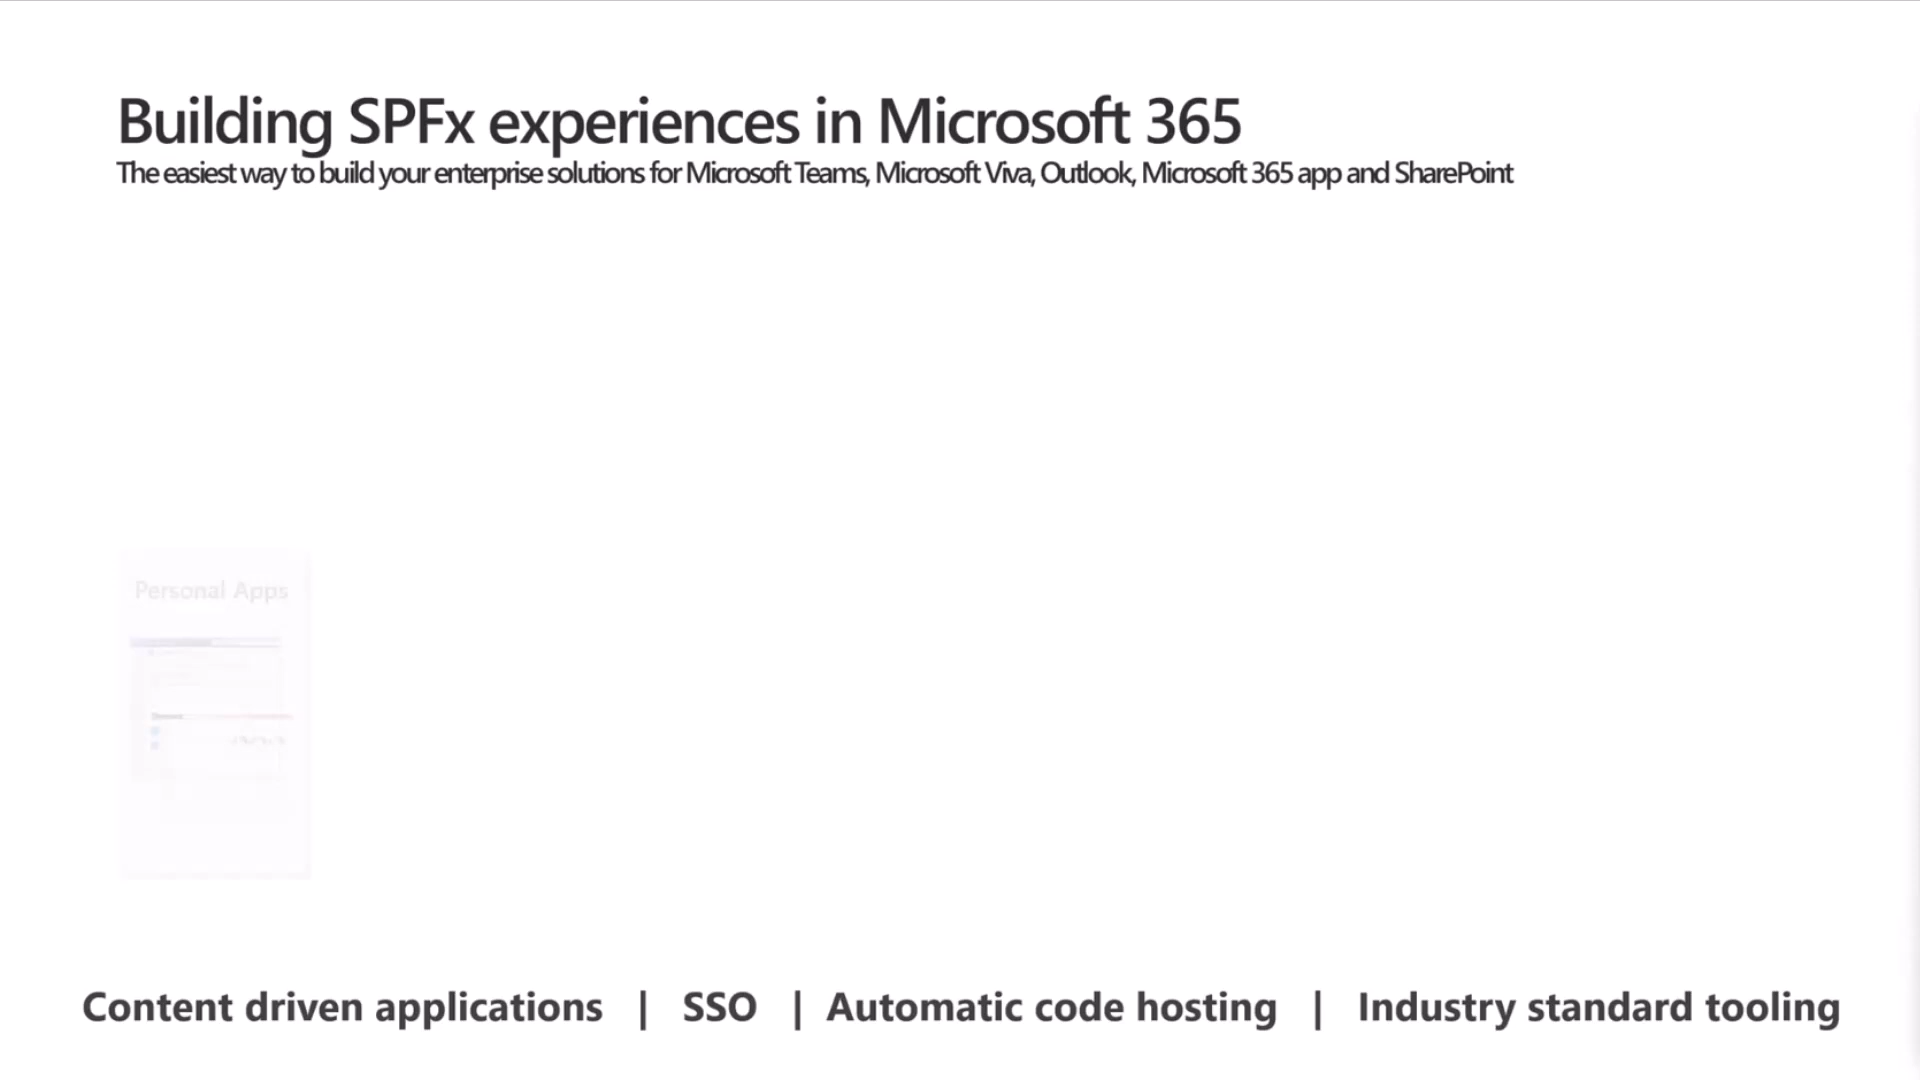 Building SPFx experiences in Microsoft 365
The easiest way to build your enterprise solutions for Microsoft Teams, Microsoft Viva, Outlook, Microsoft 365 app and SharePoint
Personal Apps
Content driven applications | SSO | Automatic code hosting | Industry standard tooling